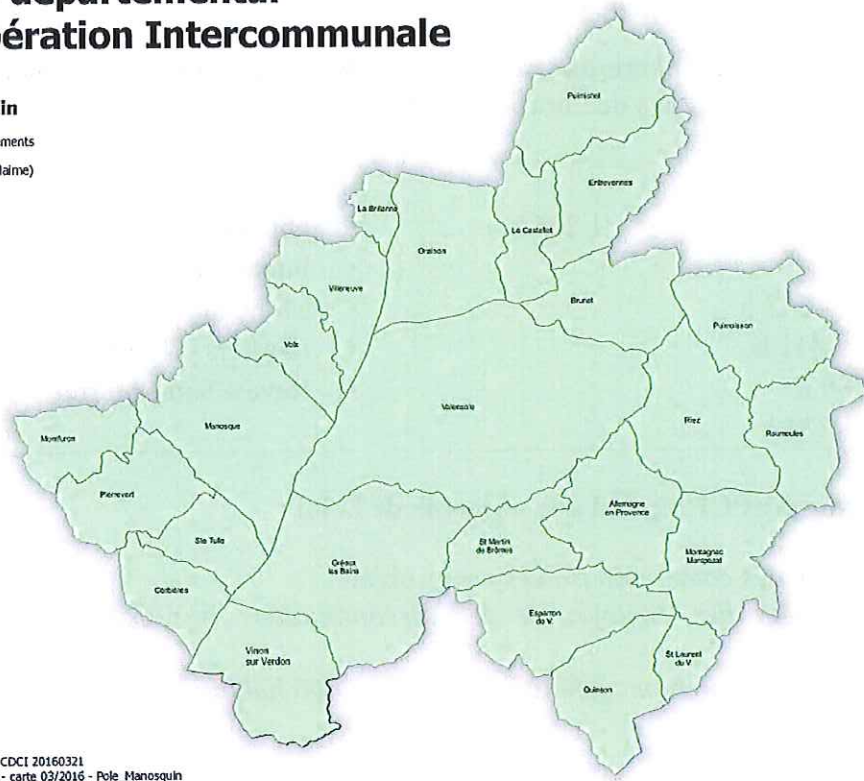 départemental
ération Intercommunale
in
ments
laime)
Puimichel
Entrevennes
La Brillanne
Le Castellet
Oraison
Villeneuve
Brunet
Puimoisson
Volx
Valensole
Manosque
Riez
Roumoules
Montfuron
Pierrevert
Allemagne
en Provence
Ste Tulle
St Martin
de Brômes
Montagnac
Montpezat
Gréoux
les Bains
Corbières
Esparron
du V.
Vinon
sur Verdon
St Laurent
du V
Quinson
CDCI 20160321
- carte 03/2016 - Pole Manosquin